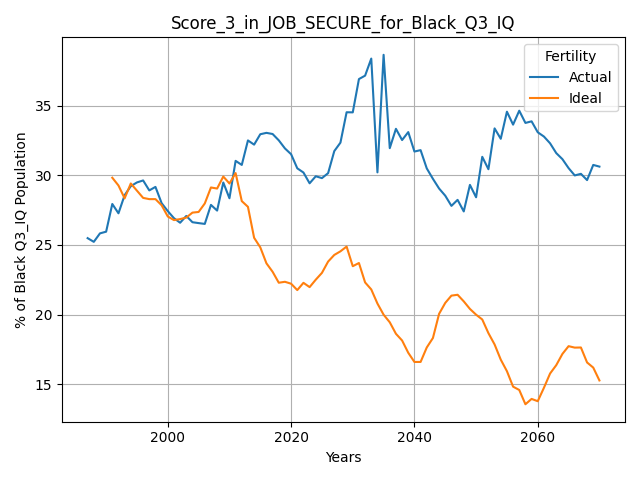 Score_3_in_JOB_SECURE_for_Black_Q3_IQ
Fertility
Actual
Ideal
% of Black Q3_IQ Population
35
30
25
20
15
2000
2020
2040
2060
Years